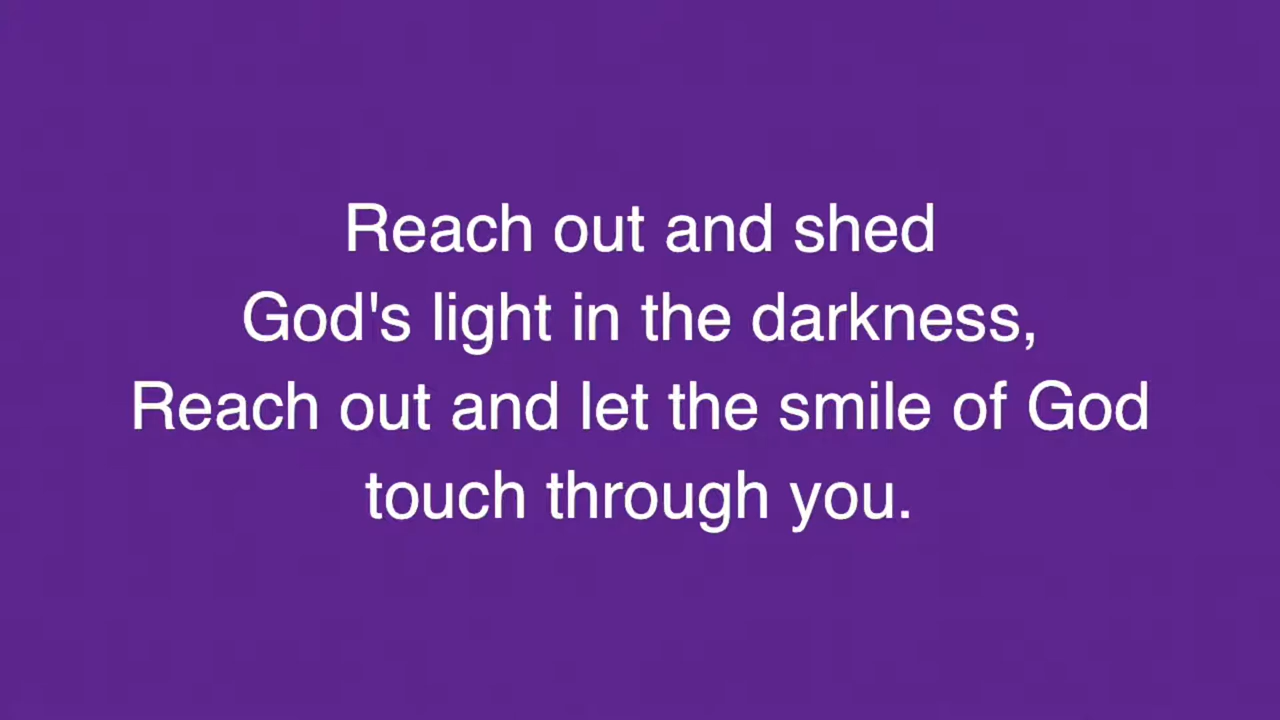 Reach out and shed
God's light in the darkness,
Reach out and let the smile of God
touch through you.